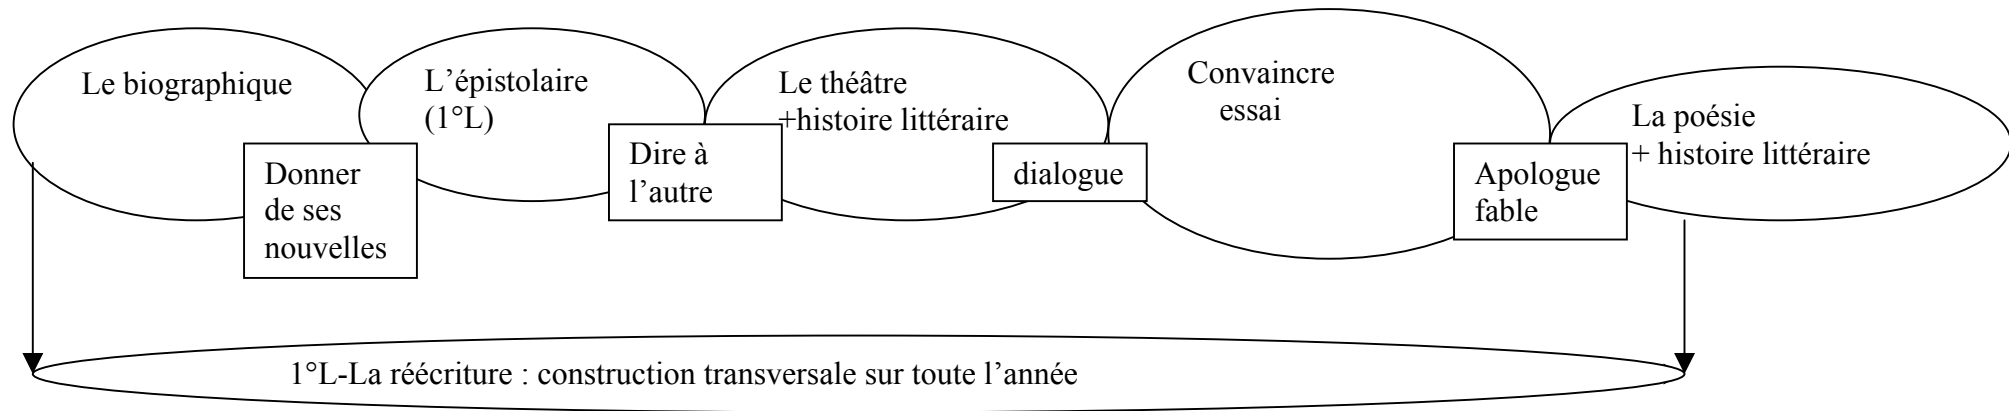 Le biographique
L’épistolaire
(1°L)
Le théâtre
+histoire littéraire
Convaincre
essai
La poésie
+ histoire littéraire
Donner
de ses
nouvelles
Dire à
l’autre
dialogue
Apologue
fable
1°L-La réécriture : construction transversale sur toute l’année